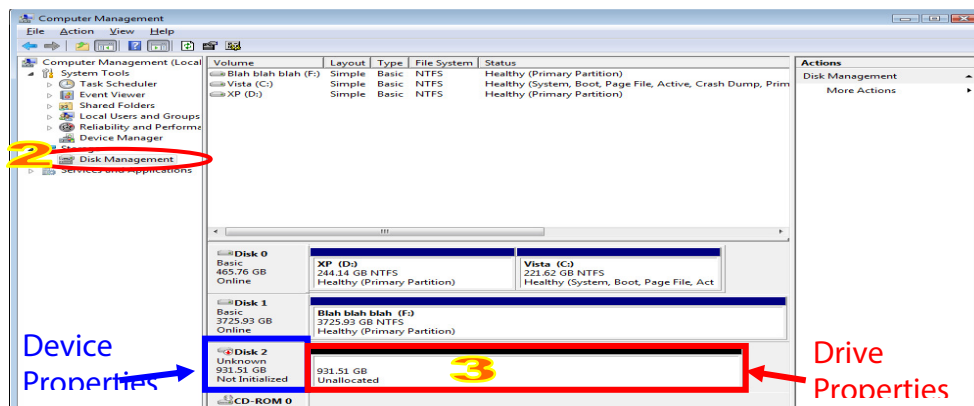 Computer Management
File Action View Help
Computer Management (Local
System Tools
Task Scheduler
Event Viewer
Shared Folders
Local Users and Groups
Reliability and Performa
Device Manager
Storage
2
Disk Management
Services and Applications
Volume Layout Type File System Status
Blah blah blah (F:) Simple Basic NTFS Healthy (Primary Partition)
Vista (C:) Simple Basic NTFS Healthy (System, Boot, Page File, Active, Crash Dump, Prim
XP (D:) Simple Basic NTFS Healthy (Primary Partition)
Actions
Disk Management
More Actions
Disk 0
Basic
465.76 GB
Online
XP (D:)
244.14 GB NTFS
Healthy (Primary Partition)
Vista (C:)
221.62 GB NTFS
Healthy (System, Boot, Page File, Act
Disk 1
Basic
3725.93 GB
Online
Blah blah blah (F:)
3725.93 GB NTFS
Healthy (Primary Partition)
Device
Properties
Disk 2
Unknown
931.51 GB
Not Initialized
931.51 GB
Unallocated
3
Drive
Properties
CD-ROM 0